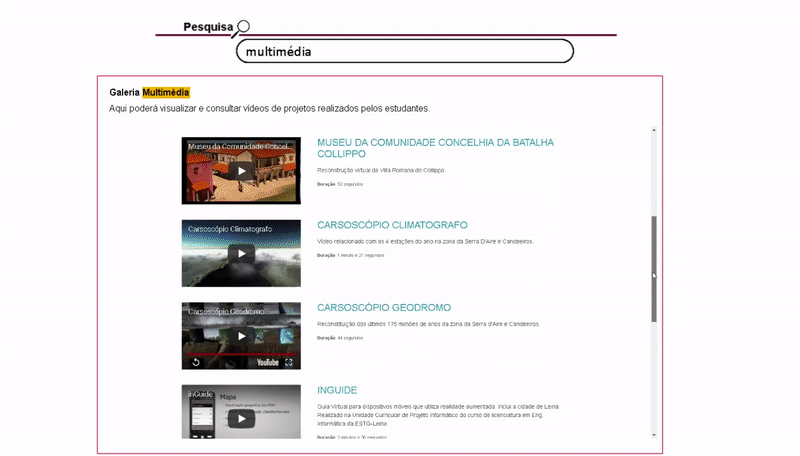 Pesquisa
multimédia
Galeria Multimédia
Aqui poderá visualizar e consultar vídeos de projetos realizados pelos estudantes.
Museu da Comunidade Concel
MUSEU DA COMUNIDADE CONCELHIA DA BATALHA
COLLIPPO
Reconstrução virtual da Villa Romana de Collippo
Duração: 52 segundos
Carsoscópio Climatografo
CARSOSCÓPIO CLIMATOGRAFO
Vídeo relacionado com as 4 estações do ano na zona da Serra D'Aire e Candeeiros.
Duração: 1 minuto e 21 segundos
Carsoscópio Geodromo
YouTube
CARSOSCÓPIO GEODROMO
Reconstituição dos últimos 175 milhões de anos da zona da Serra d'Aire e Candeeiros.
Duração: 44 segundos
inGuide
Mapa
INGUIDE
Guia Virtual para dispositivos móveis que utiliza realidade aumentada. Inclui a cidade de Leiria.
Realizado na Unidade Curricular de Projeto Informático do curso de licenciatura em Eng.
Informática da ESTG-Leiria
Duração: 2 minutos e 36 segundos